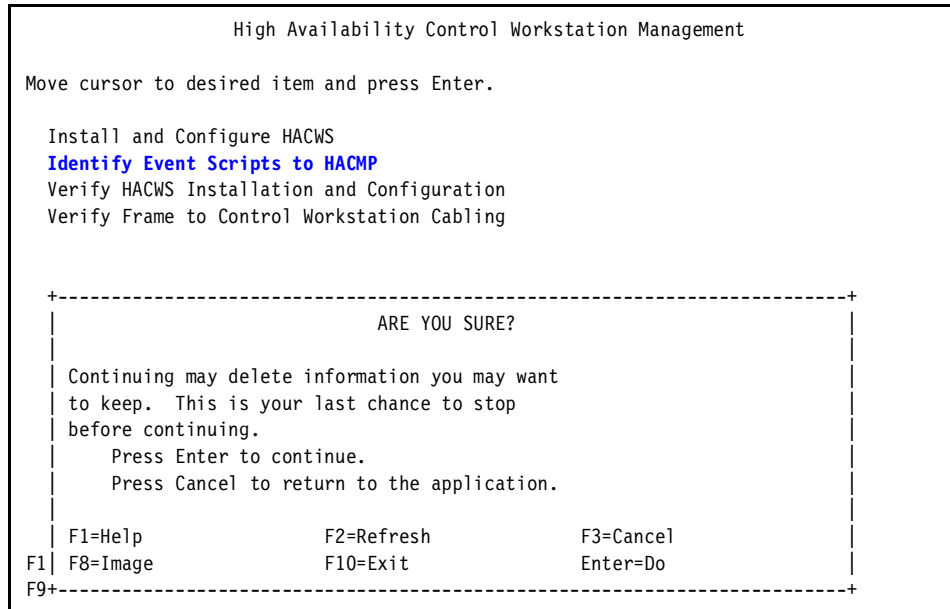 High Availability Control Workstation Management
Move cursor to desired item and press Enter.
Install and Configure HACWS
Identify Event Scripts to HACMP
Verify HACWS Installation and Configuration
Verify Frame to Control Workstation Cabling
+--------------------------------------------------------------------------+
ARE YOU SURE?
Continuing may delete information you may want
to keep. This is your last chance to stop
before continuing.
Press Enter to continue.
Press Cancel to return to the application.
F1=Help F2=Refresh F3=Cancel
F1| F8=Image F10=Exit Enter=Do
F9+--------------------------------------------------------------------------+